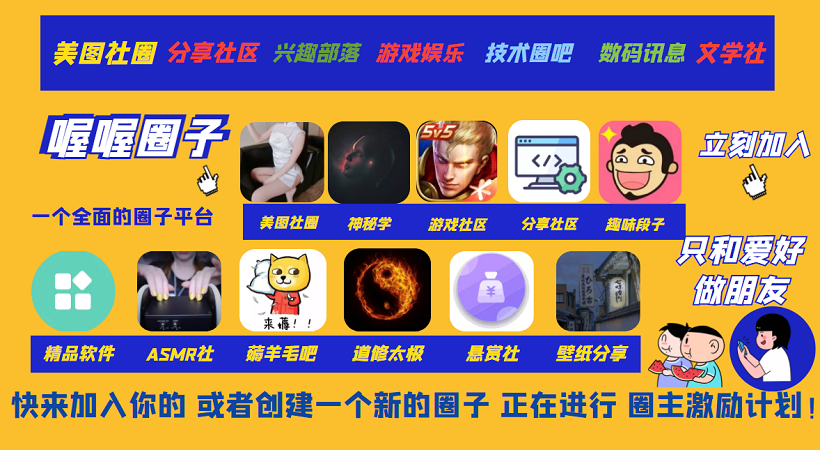 美图社圈 分享社区 兴趣部落 游戏娱乐 技术圈吧 数码讯息 文学社
喔喔圈子
5v5
立刻加入
一个全面的圈子平台
美图社圈 神秘学 游戏社区 分享社区 趣味段子
只和爱好
做朋友
来薅!!
精品软件 ASMR社 薅羊毛吧 道修太极 悬赏社 壁纸分享
快来加入你的 或者创建一个新的圈子 正在进行 圈主激励计划!